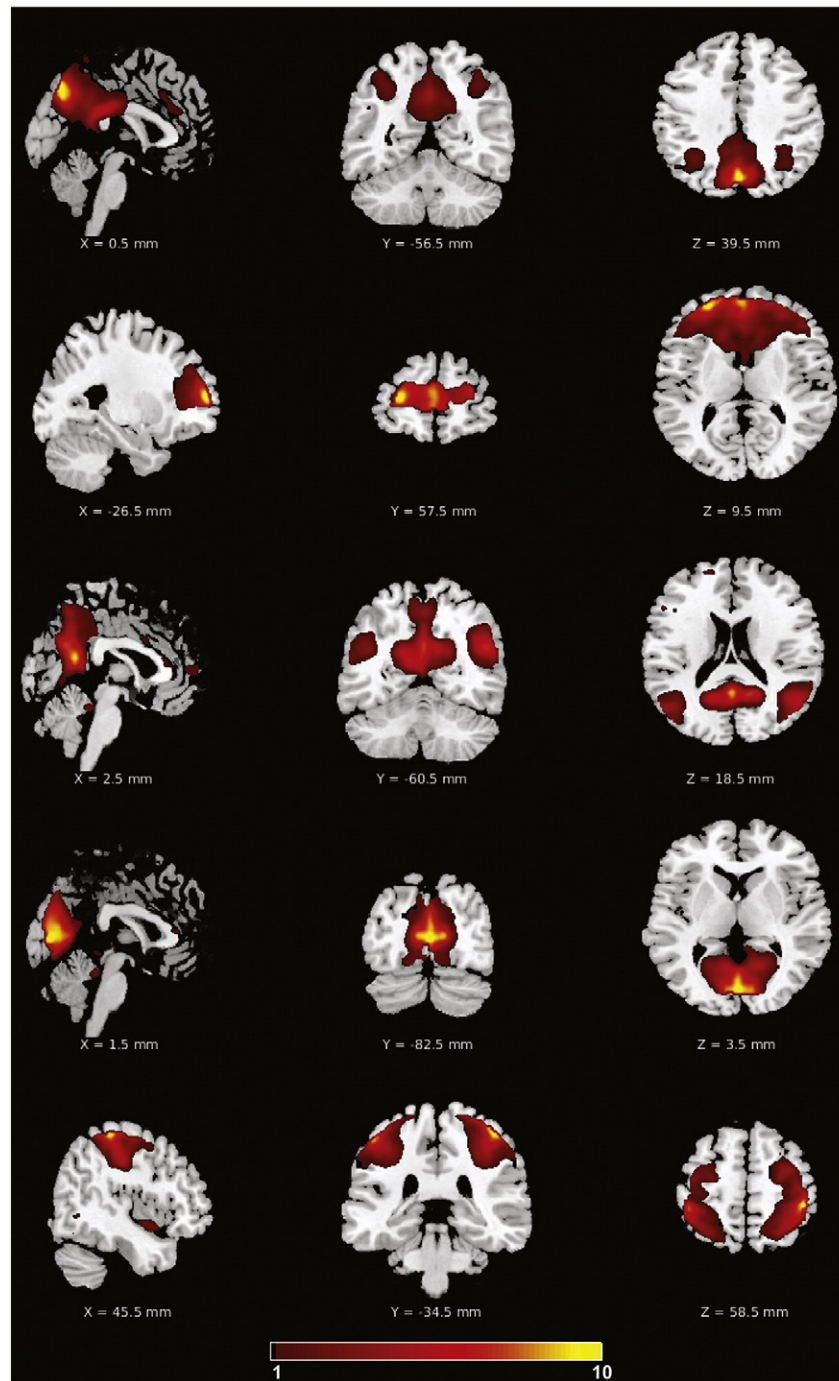 X = 0.5 mm Y = -56.5 mm Z = 39.5 mm
X = -26.5 mm Y = 57.5 mm Z = 9.5 mm
X = 2.5 mm Y = -60.5 mm Z = 18.5 mm
X = 1.5 mm Y = -82.5 mm Z = 3.5 mm
X = 45.5 mm Y = -34.5 mm Z = 58.5 mm
1 10